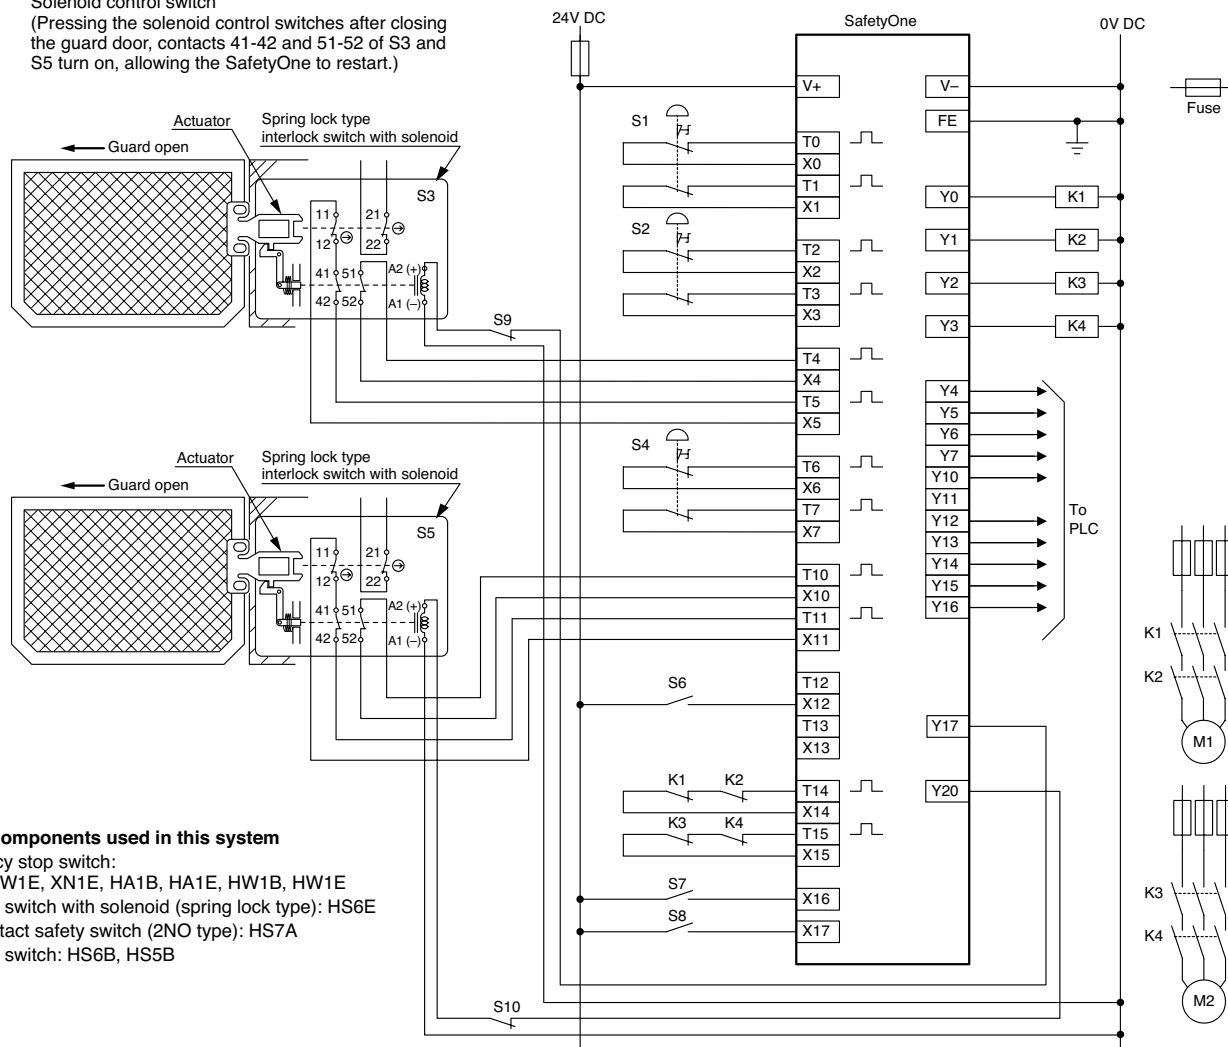 Solenoid control switch
(Pressing the solenoid control switches after closing
the guard door, contacts 41-42 and 51-52 of S3 and
S5 turn on, allowing the SafetyOne to restart.)
24V DC
SafetyOne
0V DC
Fuse
Actuator
Spring lock type
interlock switch with solenoid
Guard open
S3
11
21
12
22
41
51
A2 (+)
42
52
A1 (–)
S9
Actuator
Spring lock type
interlock switch with solenoid
Guard open
S5
11
21
12
22
41
51
A2 (+)
42
52
A1 (–)
S10
S1
S2
S4
S6
K1
K2
K3
K4
S7
S8
V+
T0
X0
T1
X1
T2
X2
T3
X3
T4
X4
T5
X5
T6
X6
T7
X7
T10
X10
T11
X11
T12
X12
T13
X13
T14
X14
T15
X15
X16
X17
V–
FE
Y0
K1
Y1
K2
Y2
K3
Y3
K4
Y4
Y5
Y6
Y7
Y10
Y11
Y12
Y13
Y14
Y15
Y16
To
PLC
Y17
Y20
K1
K2
M1
K3
K4
M2
omponents used in this system
cy stop switch:
W1E, XN1E, HA1B, HA1E, HW1B, HW1E
switch with solenoid (spring lock type): HS6E
tact safety switch (2NO type): HS7A
switch: HS6B, HS5B